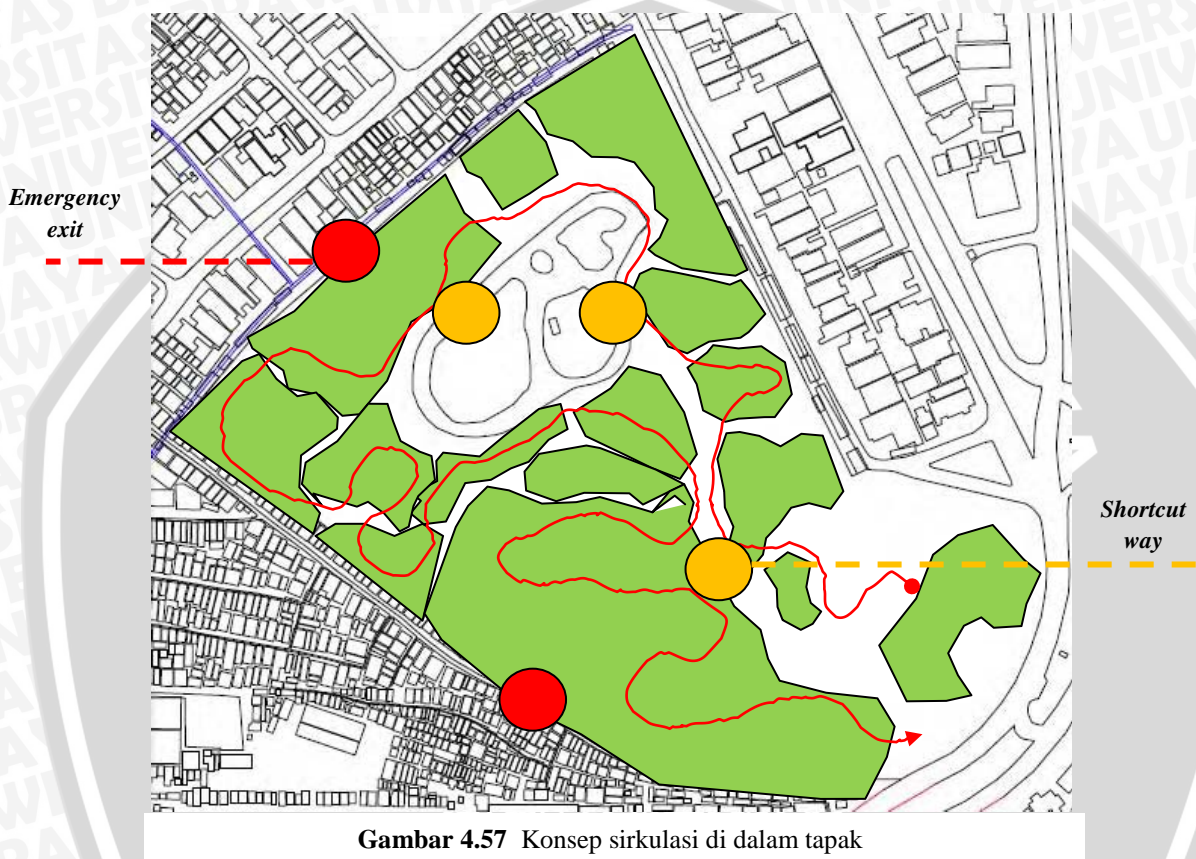 Emergency
exit
Shortcut
way
Gambar 4.57 Konsep sirkulasi di dalam tapak